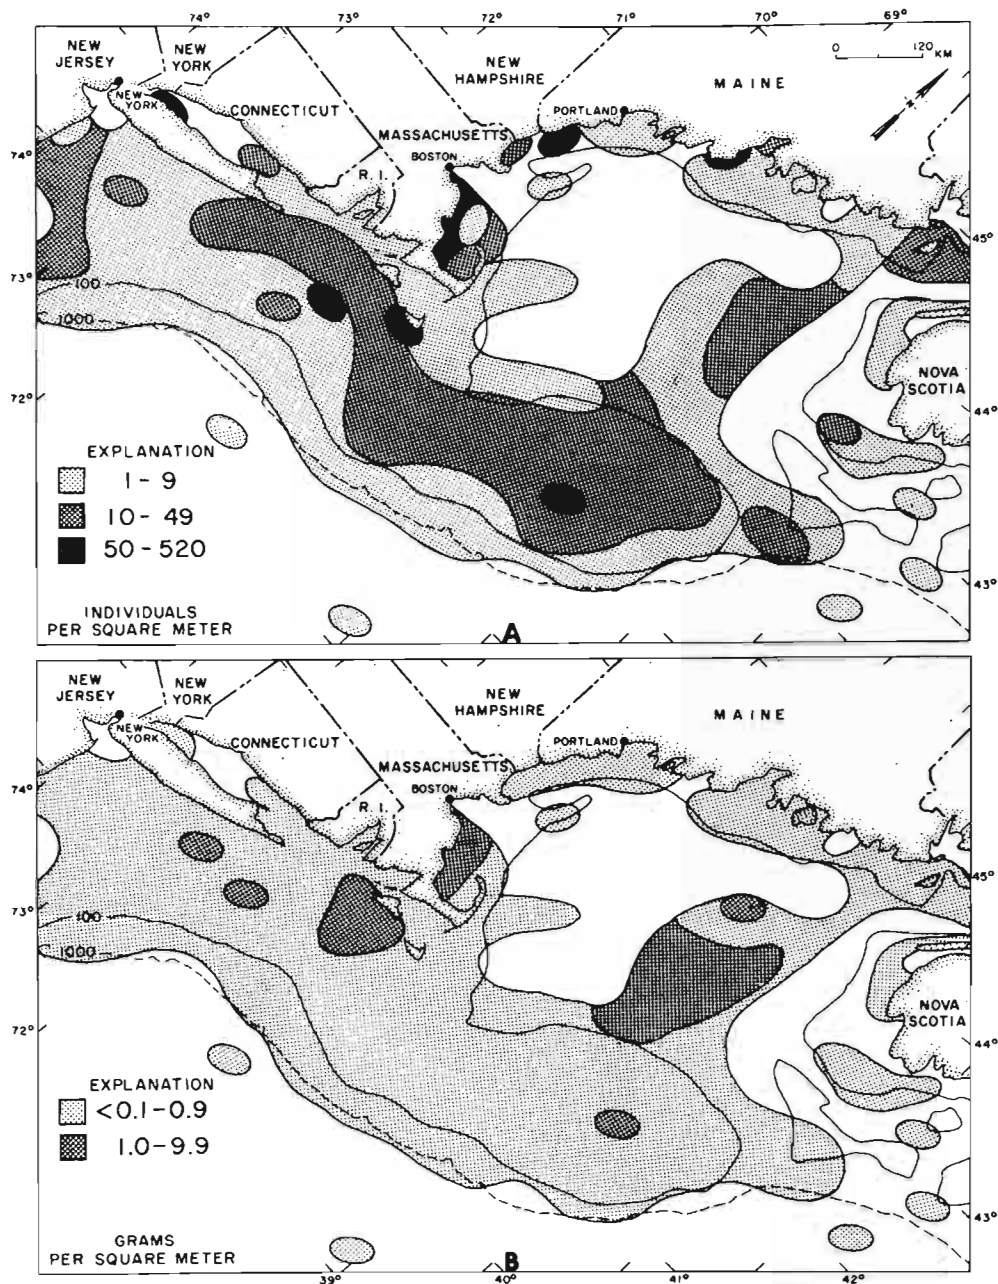 74°
73°
72°
71°
70°
69°
NEW
JERSEY
NEW
YORK
NEW
HAMPSHIRE
0 120 KM
MAINE
NEW
YORK
CONNECTICUT
PORTLAND
MASSACHUSETTS
BOSTON
74°
R. I.
45°
73°
100
1000
NOVA
SCOTIA
72°
44°
EXPLANATION
1 - 9
10 - 49
50 - 520
43°
INDIVIDUALS
PER SQUARE METER
A
NEW
JERSEY
NEW
YORK
NEW
HAMPSHIRE
MAINE
NEW
YORK
CONNECTICUT
PORTLAND
MASSACHUSETTS
BOSTON
74°
R. I.
45°
73°
100
1000
NOVA
SCOTIA
72°
44°
EXPLANATION
<0.1-0.9
1.0-9.9
43°
GRAMS
PER SQUARE METER
B
39°
40°
41°
42°